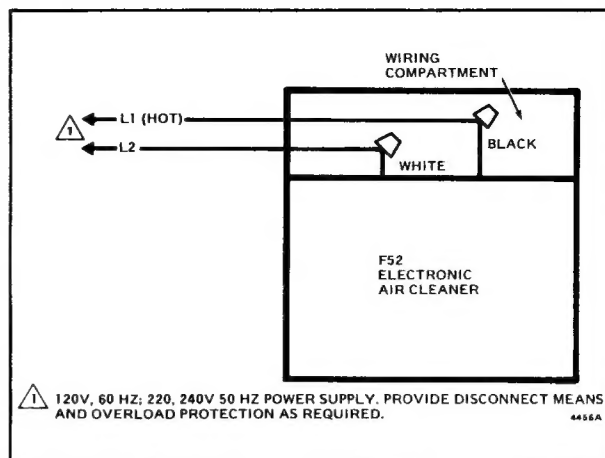 WIRING
COMPARTMENT
1
L1 (HOT)
L2
BLACK
WHITE
F52
ELECTRONIC
AIR CLEANER
1 120V, 60 HZ; 220, 240V 50 HZ POWER SUPPLY. PROVIDE DISCONNECT MEANS
AND OVERLOAD PROTECTION AS REQUIRED.
4456A